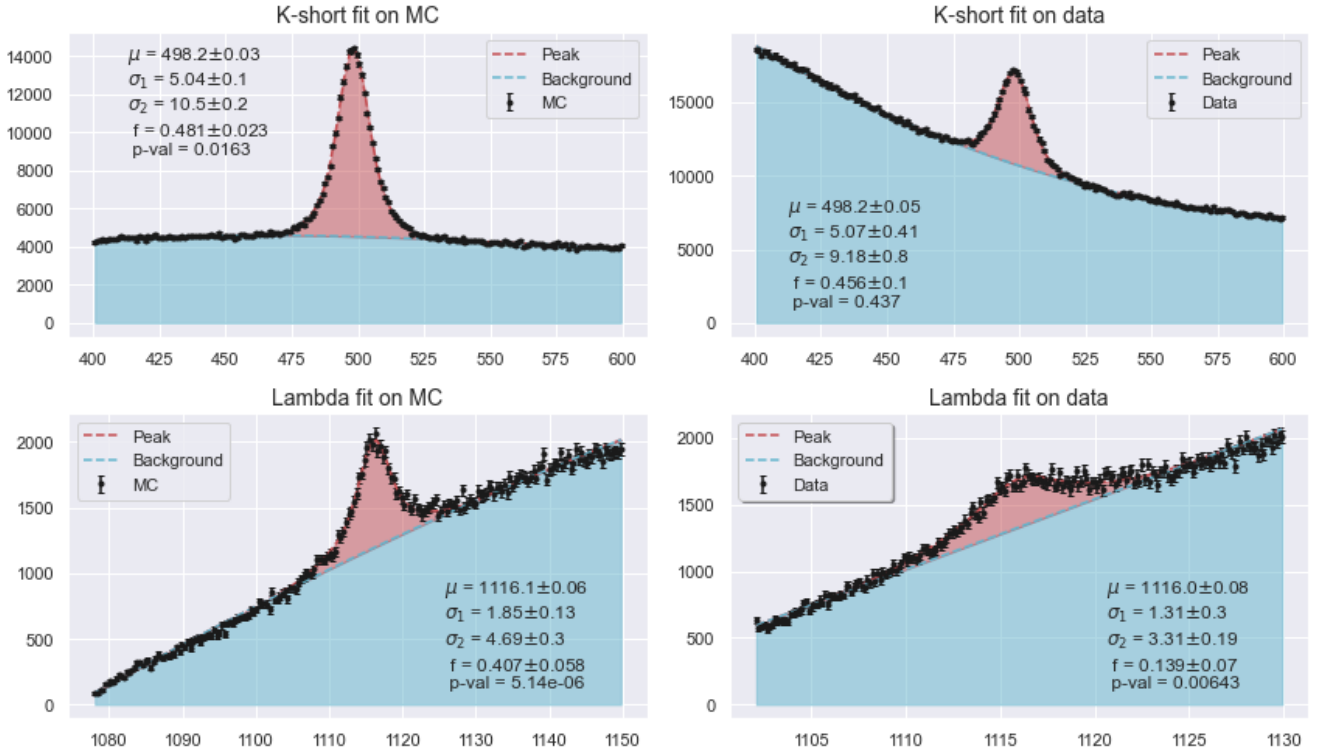 K-short fit on MC
14000
12000
10000
8000
6000
4000
2000
0
μ = 498.2±0.03
σ₁ = 5.04±0.1
σ₂ = 10.5±0.2
f = 0.481±0.023
p-val = 0.0163
Peak
Background
MC
400 425 450 475 500 525 550 575 600
K-short fit on data
15000
10000
5000
0
Peak
Background
Data
μ = 498.2±0.05
σ₁ = 5.07±0.41
σ₂ = 9.18±0.8
f = 0.456±0.1
p-val = 0.437
400 425 450 475 500 525 550 575 600
Lambda fit on MC
2000
1500
1000
500
0
Peak
Background
MC
μ = 1116.1±0.06
σ₁ = 1.85±0.13
σ₂ = 4.69±0.3
f = 0.407±0.058
p-val = 5.14e-06
1080 1090 1100 1110 1120 1130 1140 1150
Lambda fit on data
2000
1500
1000
500
0
Peak
Background
Data
μ = 1116.0±0.08
σ₁ = 1.31±0.3
σ₂ = 3.31±0.19
f = 0.139±0.07
p-val = 0.00643
1105 1110 1115 1120 1125 1130